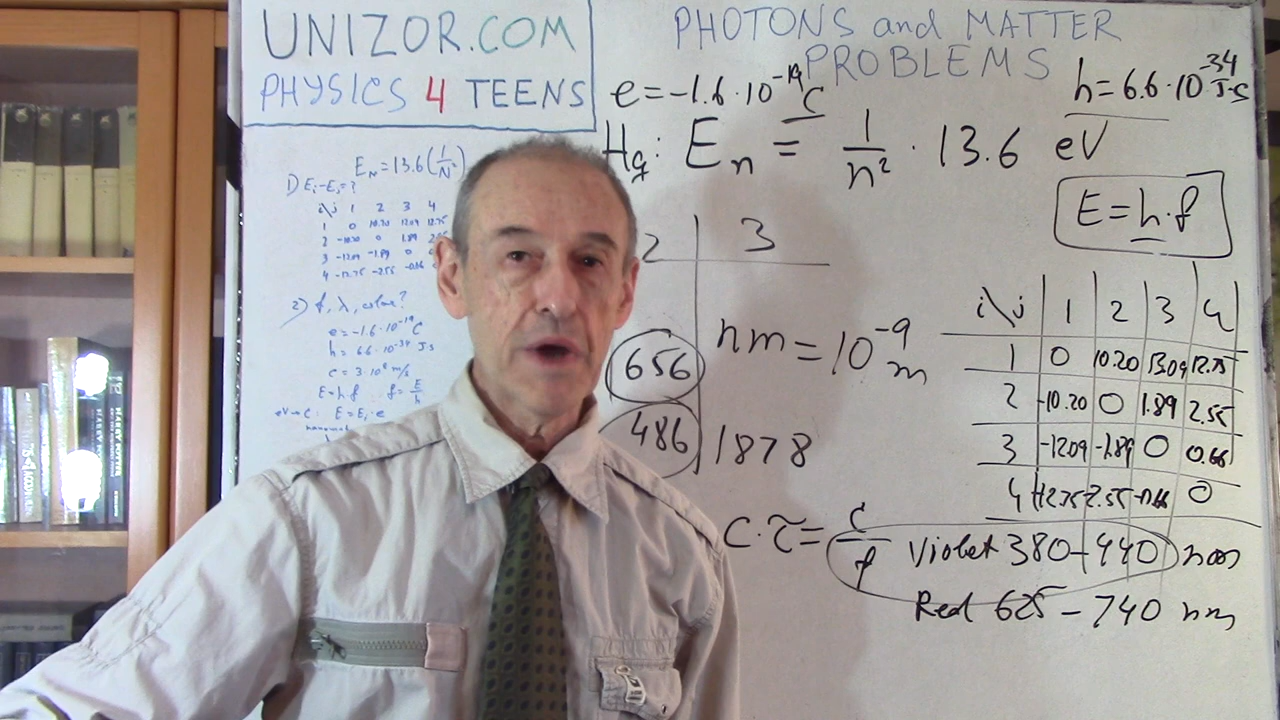 UNIZOR.COM
PHYSICS 4 TEENS
PHOTONS and MATTER
PROBLEMS
e=-1.6·10⁻¹⁹ C
h=6.6·10⁻³⁴ J·s
Hg: Eₙ = 1/n² · 13.6 eV
E=h·f
2 3
656
486 1878
nm=10⁻⁹ m
i\j 1 2 3 4
1 0 10.20 13.09 12.75
2 -10.20 0 1.89 2.55
3 -12.09 -1.89 0 0.66
4 -12.75 -2.55 -0.66 0
C·τ= c/f
Violet 380-440 nm
Red 625-740 nm
E_N=13.6(1/N²)
1) Eᵢ-Eⱼ=?
i\j 1 2 3 4
1 0 10.20 12.09 12.75
2 -10.20 0 1.89
3 -12.09 -1.89 0
4 -12.75 -2.55 -0.66
2) f, λ, color?
e=-1.6·10⁻¹⁹C
h=6.6·10⁻³⁴ J·s
c=3·10⁸ m/s
E=h·f f=E/h
HARRY POTTER